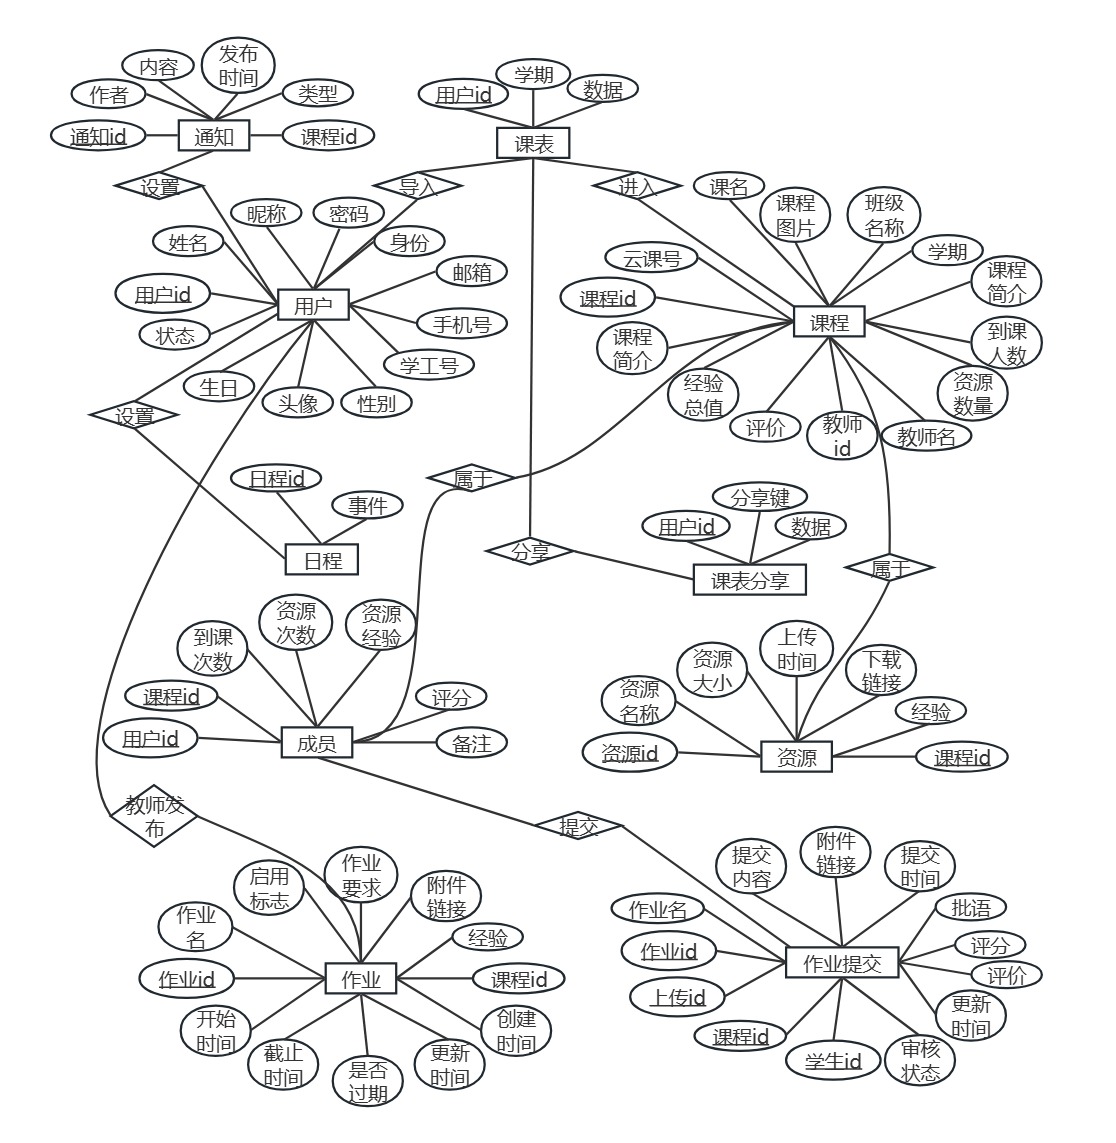 发布
时间
内容
作者
类型
通知id
通知
课程id
设置
学期
用户id
数据
课表
导入
进入
昵称
密码
姓名
身份
用户id
邮箱
用户
状态
手机号
学工号
生日
头像
性别
设置
课名
课程
图片
班级
名称
云课号
学期
课程id
课程
简介
课程
课程
简介
到课
人数
经验
总值
资源
数量
评价
教师
id
教师名
日程id
事件
日程
属于
分享键
用户id
数据
分享
课表分享
属于
资源
次数
资源
经验
到课
次数
课程id
评分
用户id
成员
备注
上传
时间
资源
大小
下载
链接
资源
名称
经验
资源id
资源
课程id
教师发
布
提交
作业
要求
启用
标志
附件
链接
作业
名
经验
作业id
作业
课程id
开始
时间
创建
时间
截止
时间
是否
过期
更新
时间
附件
链接
提交
内容
提交
时间
作业名
批语
作业id
评分
作业提交
评价
上传id
更新
时间
课程id
学生id
审核
状态